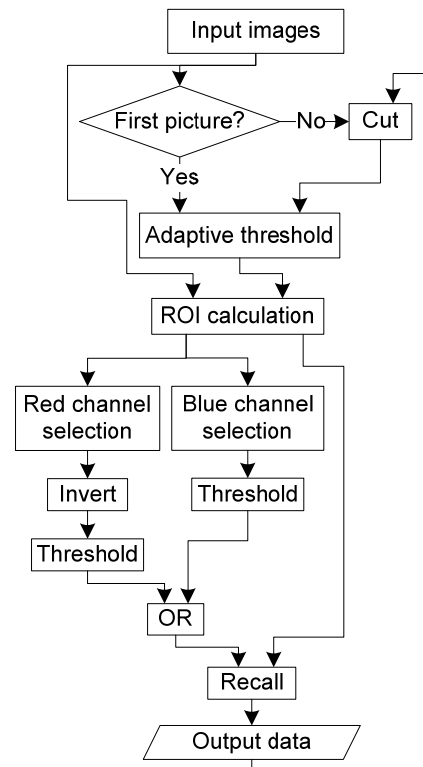 Input images
First picture?
No
Cut
Yes
Adaptive threshold
ROI calculation
Red channel
selection
Blue channel
selection
Invert
Threshold
Threshold
OR
Recall
Output data